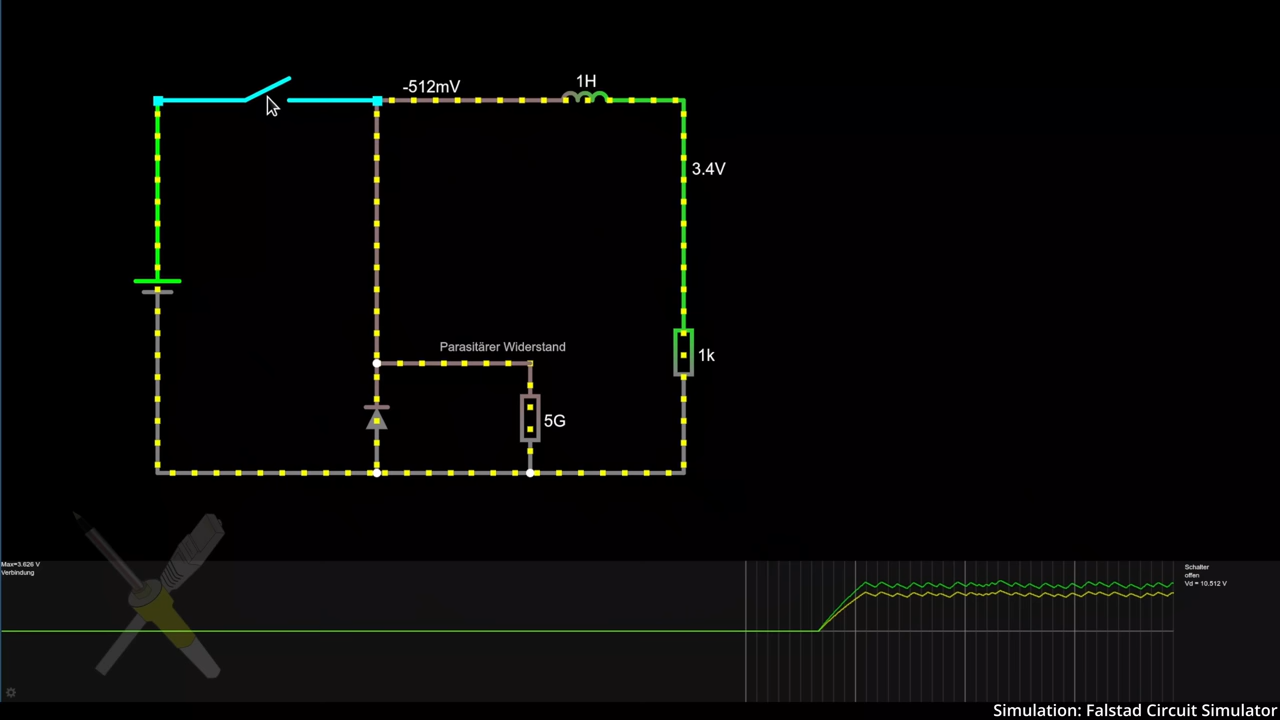 1H
-512mV
3.4V
Parasitärer Widerstand
1k
5G
Max=3.626 V
Verbindung
Schalter
offen
Vd = 10.512 V
Simulation: Falstad Circuit Simulator